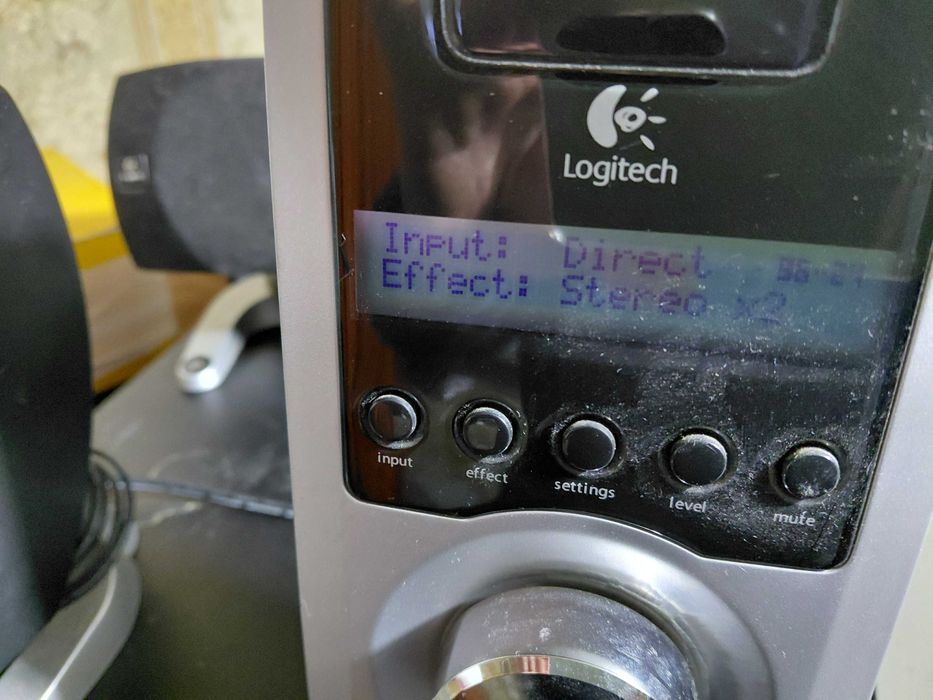 Logitech
Input: Direct
Effect: Stereo x2
input
effect
settings
level
mute